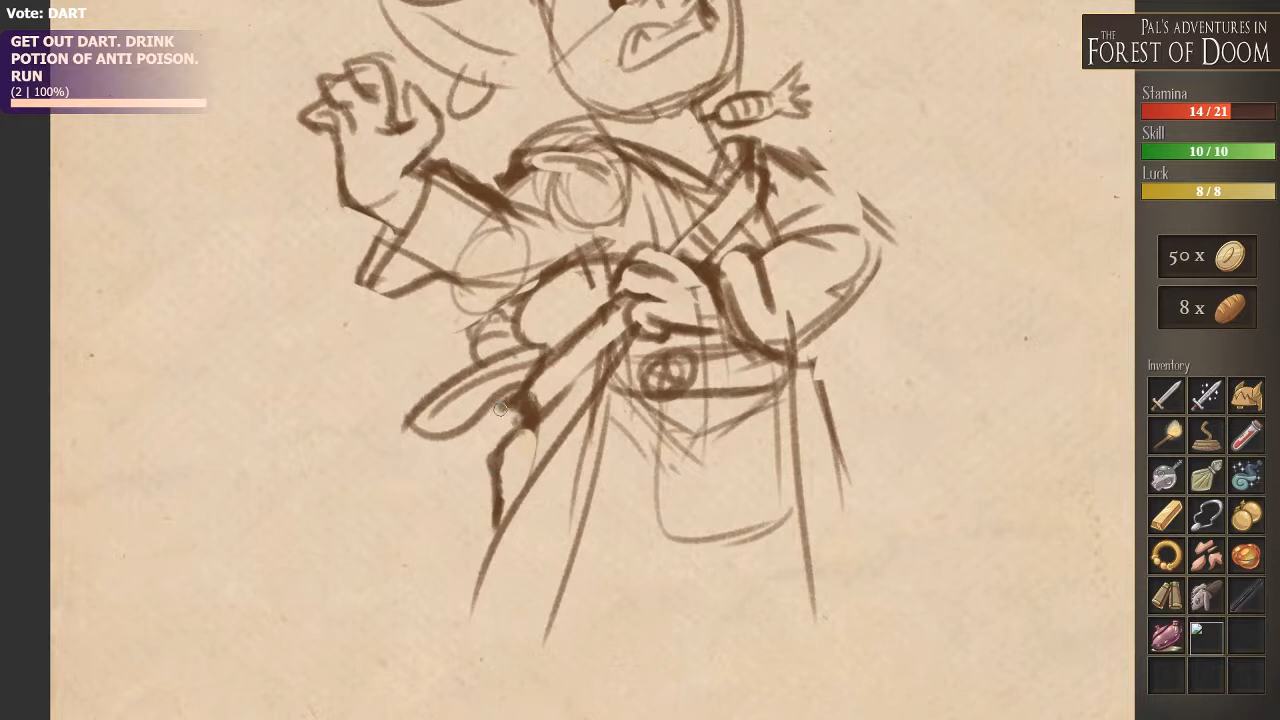 Vote: DART
GET OUT DART. DRINK
POTION OF ANTI POISON.
RUN
(2 | 100%)
PAL'S ADVENTURES IN
THE
FOREST OF DOOM
Stamina
14 / 21
Skill
10 / 10
Luck
8 / 8
50 x
8 x
Inventory